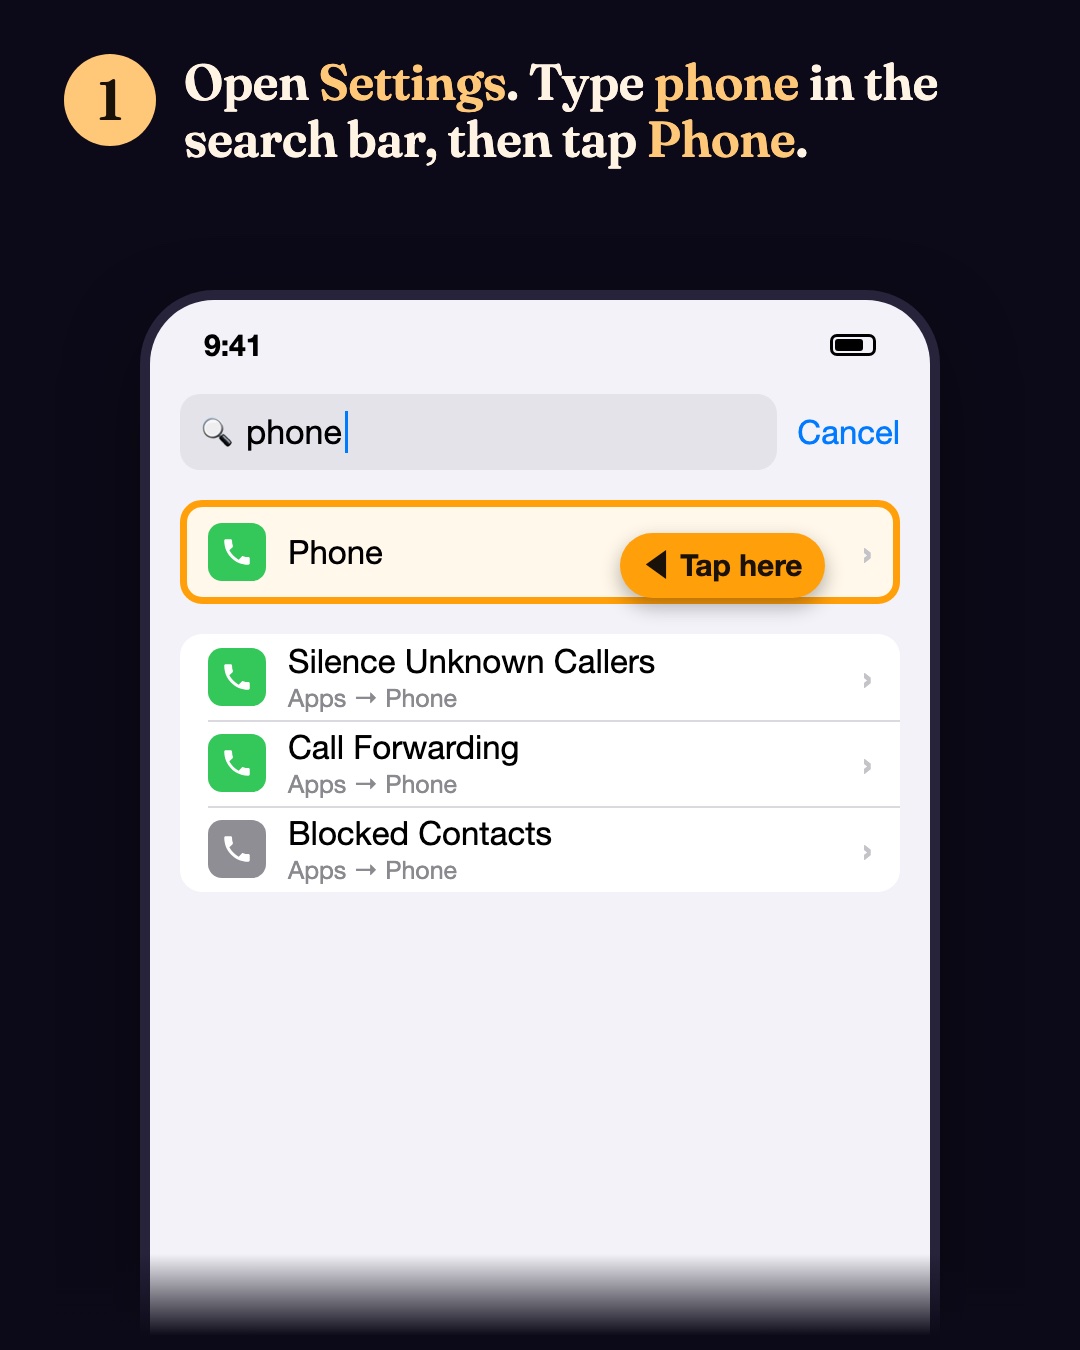 1
Open Settings. Type phone in the
search bar, then tap Phone.
9:41
phone
Cancel
Phone
Tap here
Silence Unknown Callers
Apps → Phone
Call Forwarding
Apps → Phone
Blocked Contacts
Apps → Phone